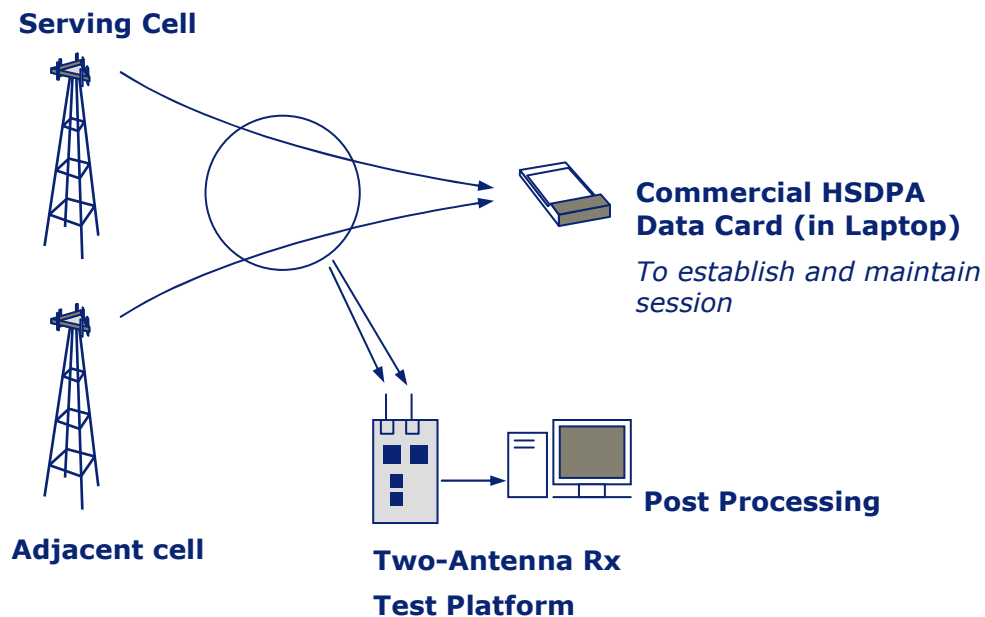 Serving Cell
Commercial HSDPA
Data Card (in Laptop)
To establish and maintain
session
Post Processing
Adjacent cell
Two-Antenna Rx
Test Platform